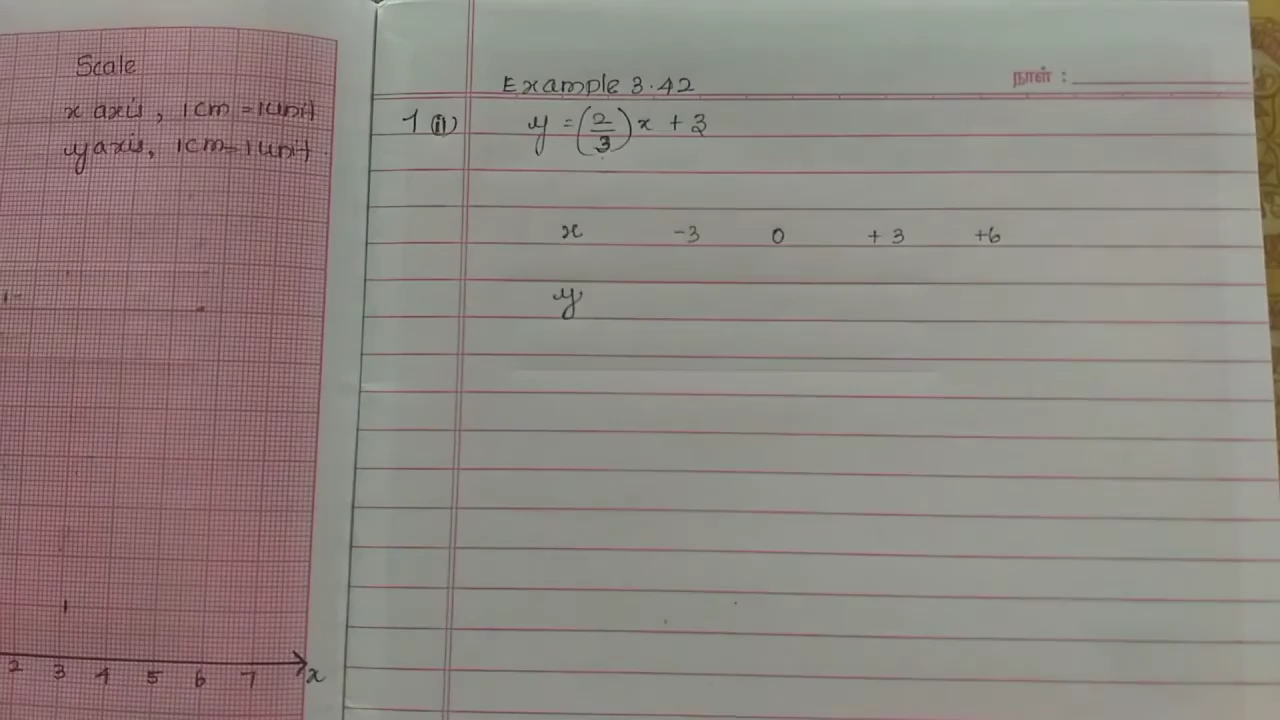 Scale
x axis, 1cm = 1unit
y axis, 1cm = 1unit
2 3 4 5 6 7 x
நாள் :
Example 3.42
1 (ii) y = (2/3) x + 3
x -3 0 +3 +6
y